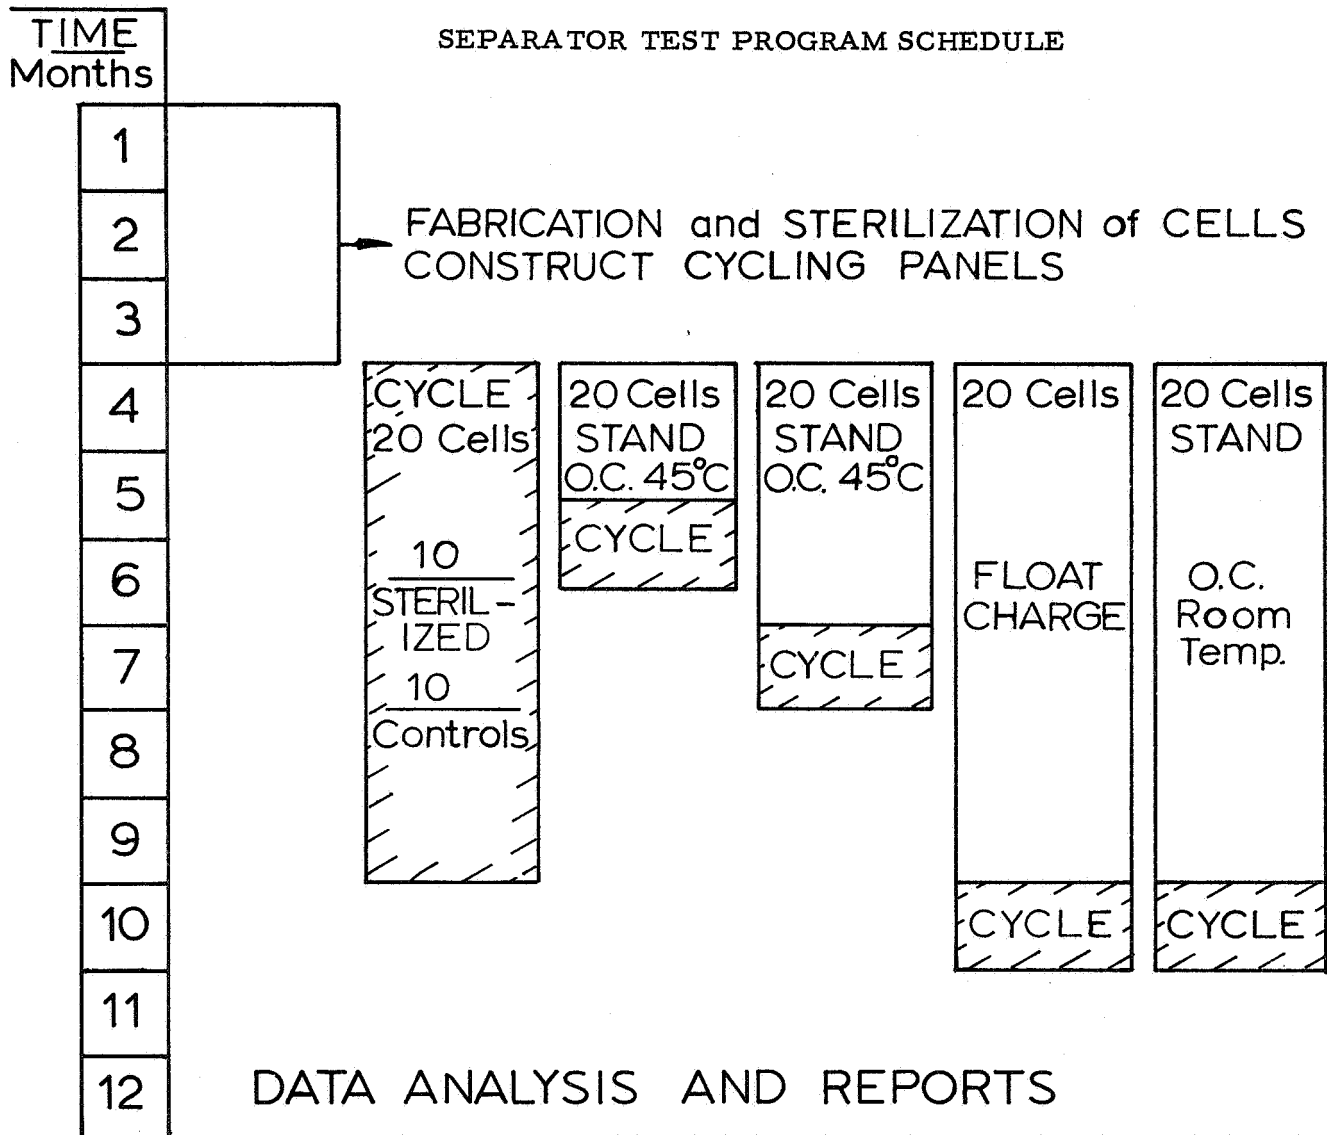 TIME
Months
SEPARATOR TEST PROGRAM SCHEDULE
1
2
3
4
5
6
7
8
9
10
11
12
FABRICATION and STERILIZATION of CELLS
CONSTRUCT CYCLING PANELS
CYCLE
20 Cells
10
STERIL-
IZED
10
Controls
20 Cells
STAND
O.C. 45°C
CYCLE
20 Cells
STAND
O.C. 45°C
CYCLE
20 Cells
FLOAT
CHARGE
CYCLE
20 Cells
STAND
O.C.
Room
Temp.
CYCLE
DATA ANALYSIS AND REPORTS